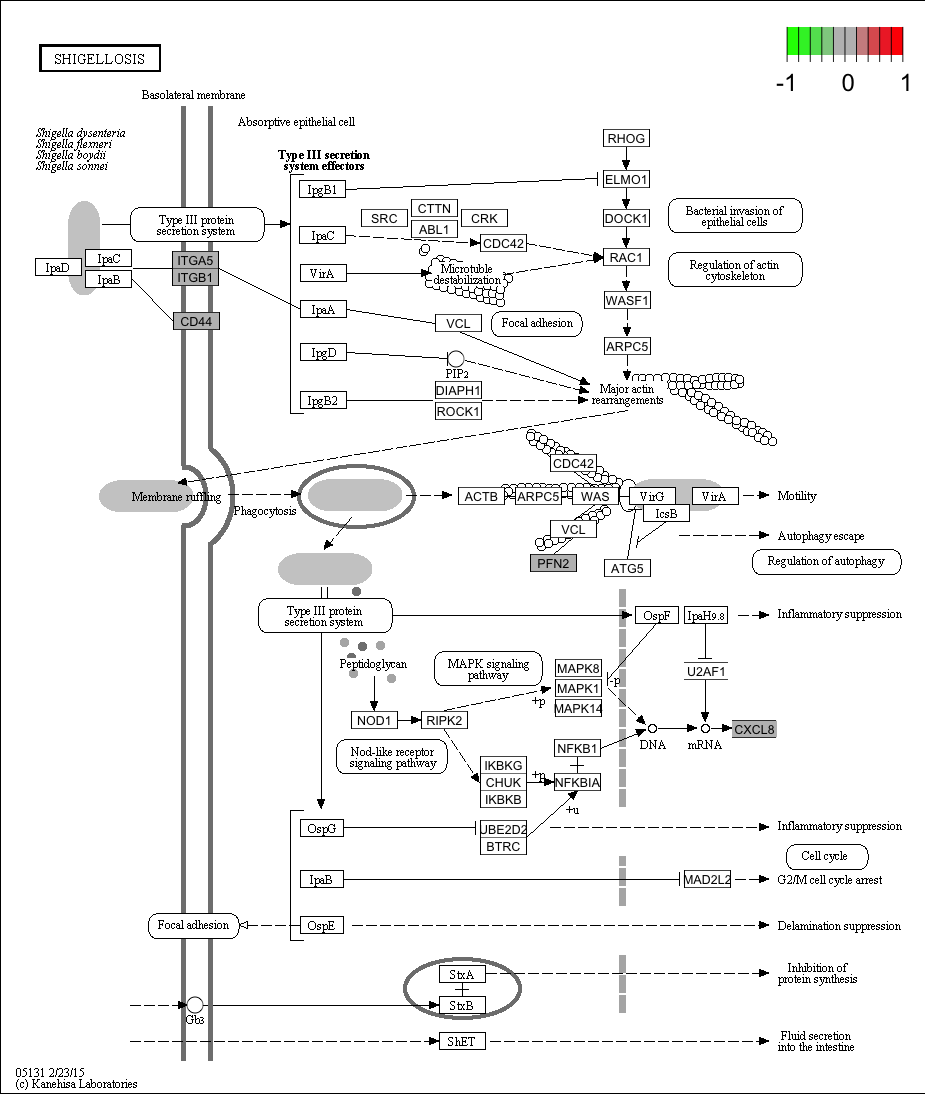 SHIGELLOSIS
-1
0
1
Basolateral membrane
Absorptive epithelial cell
Shigella dysenteria
Shigella flexneri
Shigella boydii
Shigella sonnei
Type III secretion
system effectors
RHOG
IpgB1
ELMO1
Type III protein
secretion system
SRC
CTTN
CRK
ABL1
DOCK1
Bacterial invasion of
epithelial cells
IpaC
CDC42
RAC1
IpaD
IpaC
IpaB
ITGA5
ITGB1
VirA
Microtuble
destabilization
Regulation of actin
cytoskeleton
WASF1
CD44
IpaA
VCL
Focal adhesion
ARPC5
IpgD
PIP2
IpgB2
DIAPH1
ROCK1
Major actin
rearrangements
CDC42
Membrane ruffling
Phagocytosis
ACTB
ARPC5
WAS
VirG
VirA
Motility
IcsB
VCL
Autophagy escape
PFN2
ATG5
Regulation of autophagy
Type III protein
secretion system
OspF
IpaH9.8
Inflammatory suppression
Peptidoglycan
MAPK signaling
pathway
MAPK8
MAPK1
MAPK14
-p
U2AF1
+p
NOD1
RIPK2
DNA
mRNA
CXCL8
Nod-like receptor
signaling pathway
NFKB1
IKBKG
CHUK
IKBKB
+p
NFKBIA
+u
OspG
UBE2D2
BTRC
Inflammatory suppression
Cell cycle
IpaB
MAD2L2
G2/M cell cycle arrest
Focal adhesion
OspE
Delamination suppression
StxA
Inhibition of
protein synthesis
Gb3
StxB
ShET
Fluid secretion
into the intestine
05131 2/23/15
(c) Kanehisa Laboratories